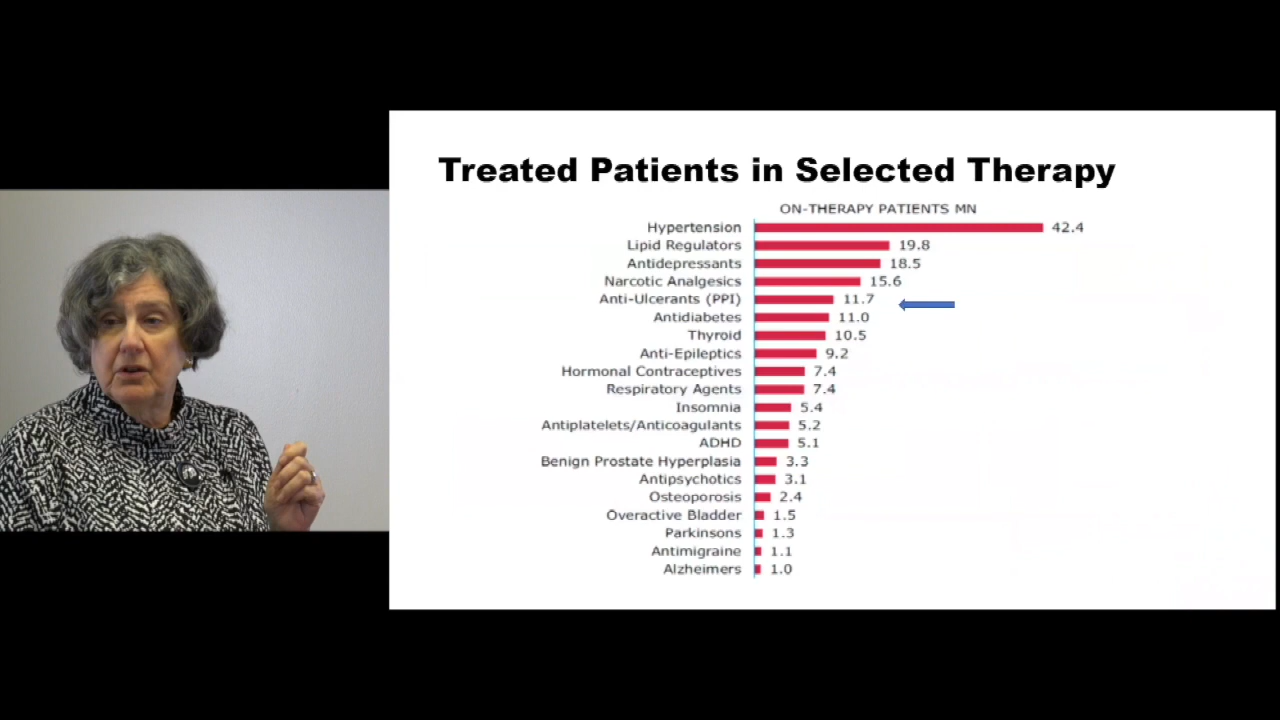 Treated Patients in Selected Therapy
ON-THERAPY PATIENTS MN
Hypertension 42.4
Lipid Regulators 19.8
Antidepressants 18.5
Narcotic Analgesics 15.6
Anti-Ulcerants (PPI) 11.7
Antidiabetes 11.0
Thyroid 10.5
Anti-Epileptics 9.2
Hormonal Contraceptives 7.4
Respiratory Agents 7.4
Insomnia 5.4
Antiplatelets/Anticoagulants 5.2
ADHD 5.1
Benign Prostate Hyperplasia 3.3
Antipsychotics 3.1
Osteoporosis 2.4
Overactive Bladder 1.5
Parkinsons 1.3
Antimigraine 1.1
Alzheimers 1.0